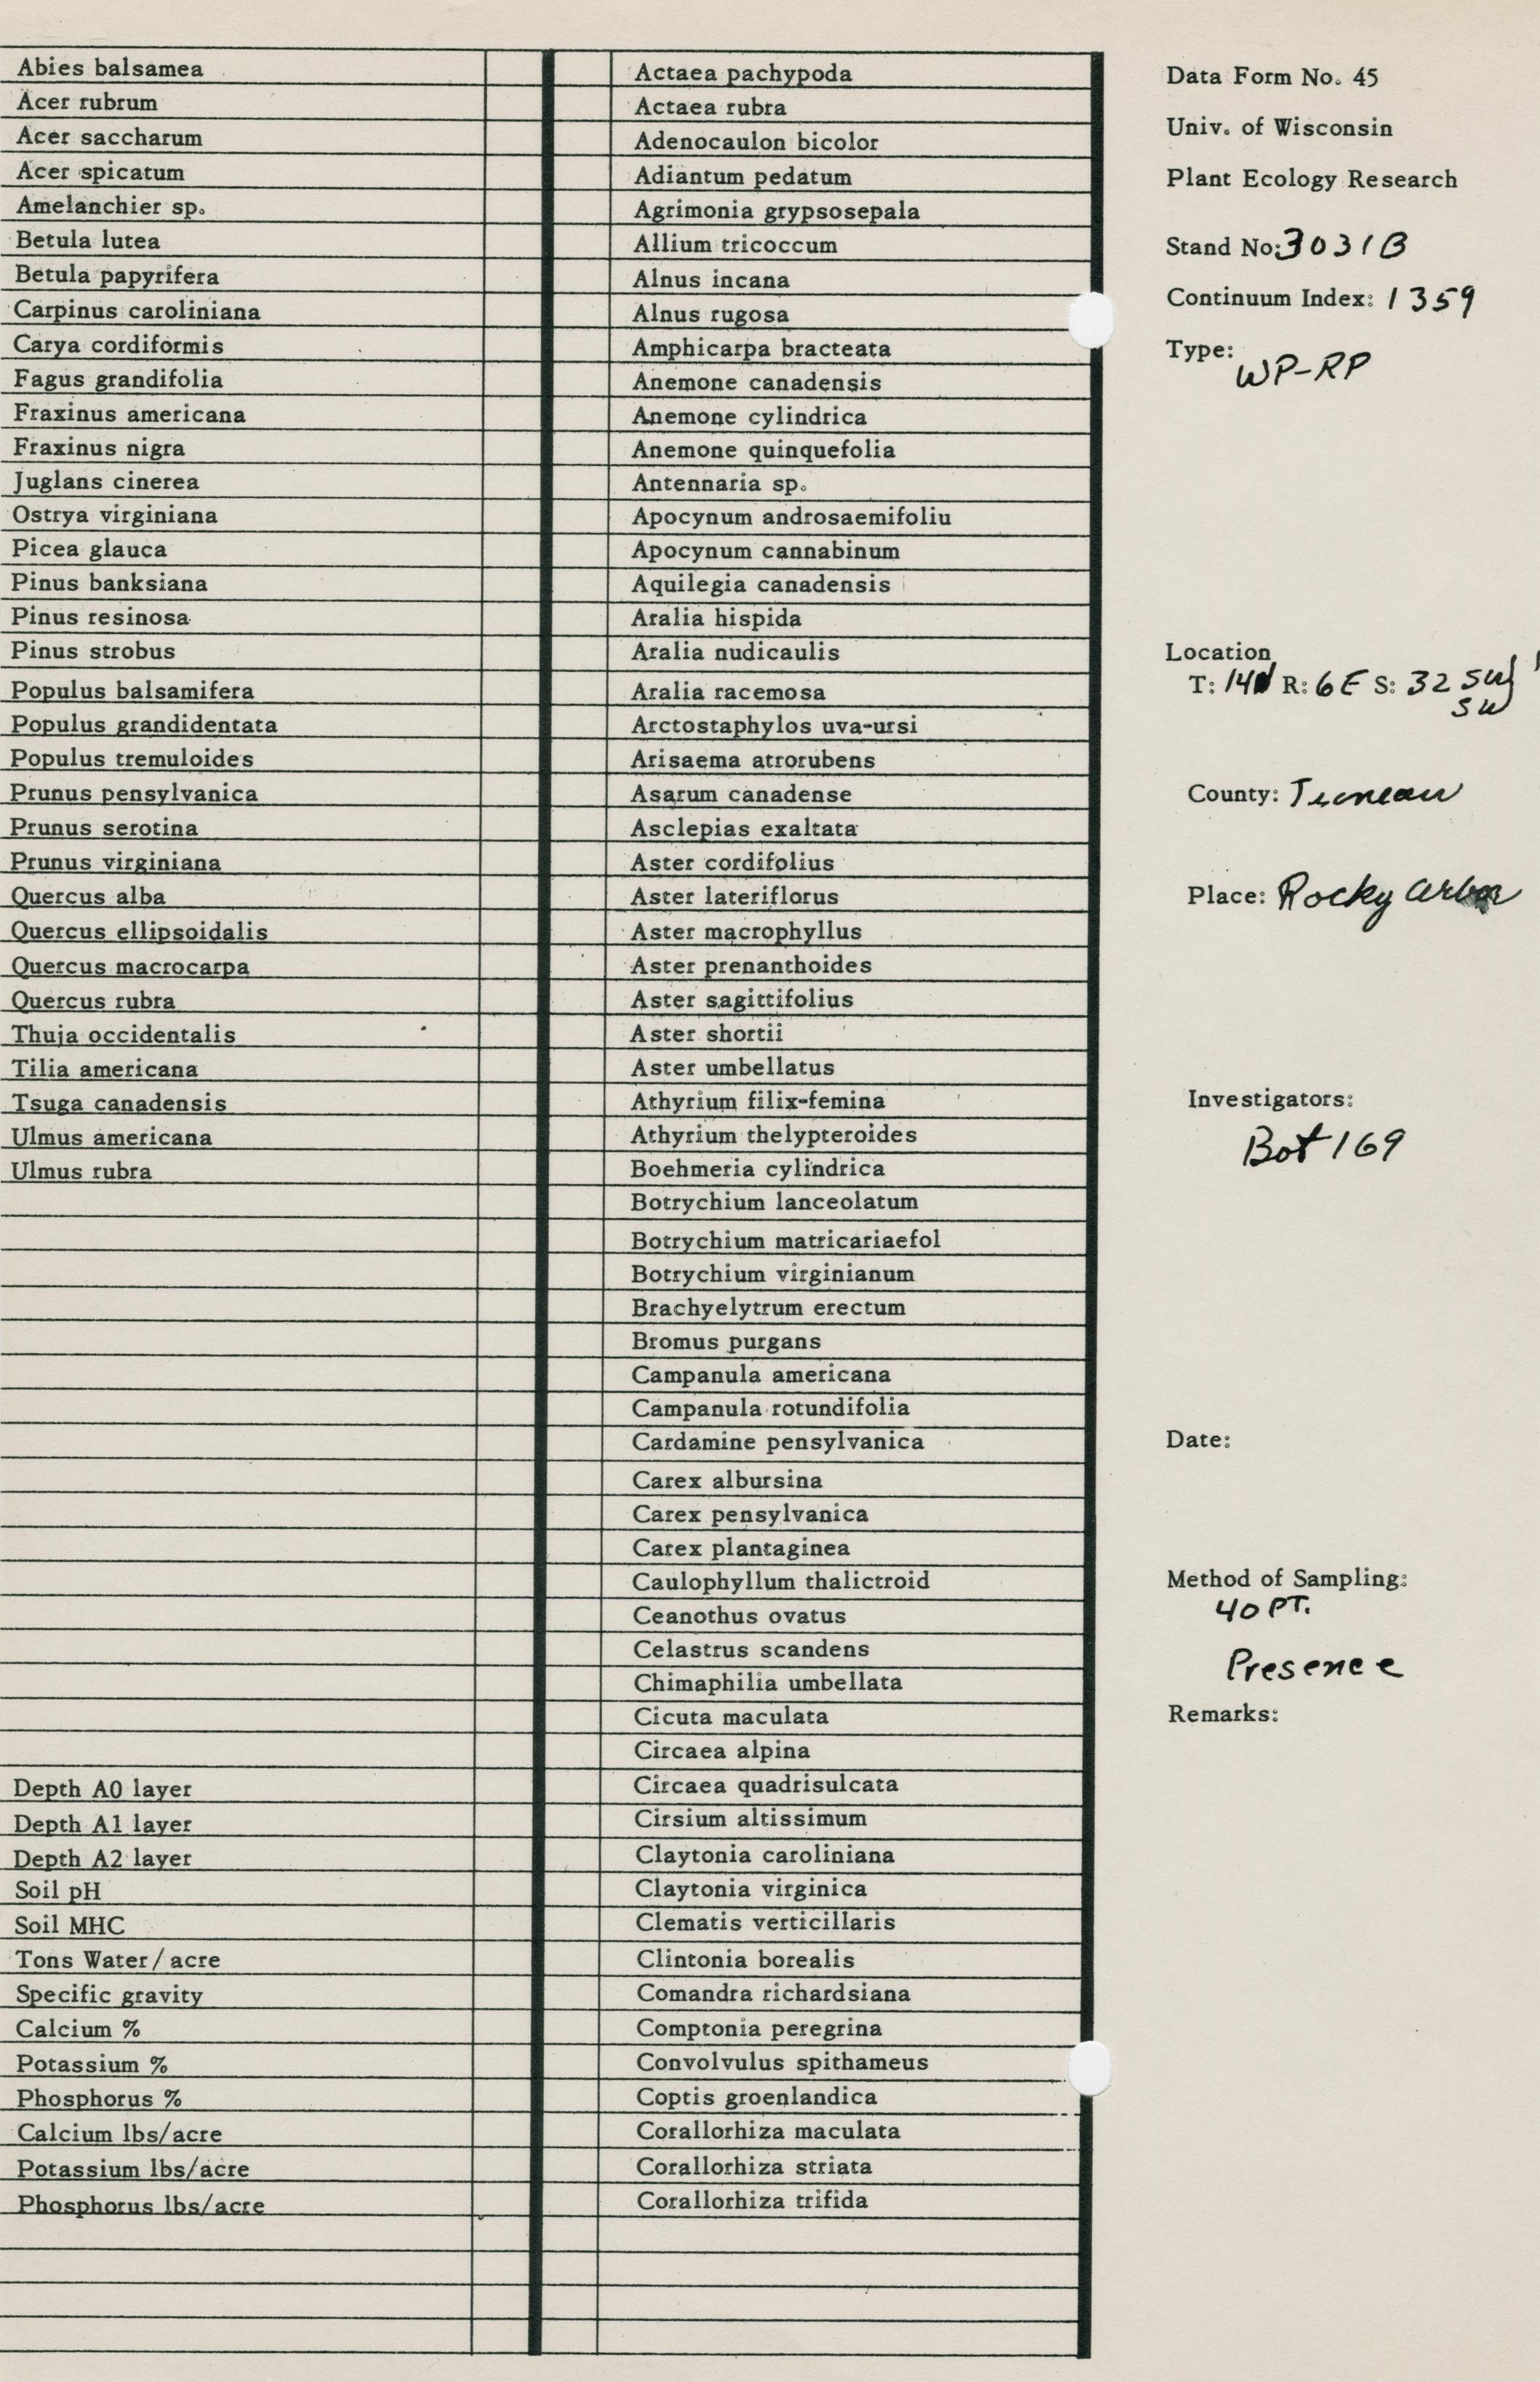 Abies balsamea
Acer rubrum
Acer saccharum
Acer spicatum
Amelanchier sp.
Betula lutea
Betula papyrifera
Carpinus caroliniana
Carya cordiformis
Fagus grandifolia
Fraxinus americana
Fraxinus nigra
Juglans cinerea
Ostrya virginiana
Picea glauca
Pinus banksiana
Pinus resinosa
Pinus strobus
Populus balsamifera
Populus grandidentata
Populus tremuloides
Prunus pensylvanica
Prunus serotina
Prunus virginiana
Quercus alba
Quercus ellipsoidalis
Quercus macrocarpa
Quercus rubra
Thuja occidentalis
Tilia americana
Tsuga canadensis
Ulmus americana
Ulmus rubra
Depth A0 layer
Depth A1 layer
Depth A2 layer
Soil pH
Soil MHC
Tons Water/acre
Specific gravity
Calcium %
Potassium %
Phosphorus %
Calcium lbs/acre
Potassium lbs/acre
Phosphorus lbs/acre
Actaea pachypoda
Actaea rubra
Adenocaulon bicolor
Adiantum pedatum
Agrimonia grypsosepala
Allium tricoccum
Alnus incana
Alnus rugosa
Amphicarpa bracteata
Anemone canadensis
Anemone cylindrica
Anemone quinquefolia
Antennaria sp.
Apocynum androsaemifoliu
Apocynum cannabinum
Aquilegia canadensis
Aralia hispida
Aralia nudicaulis
Aralia racemosa
Arctostaphylos uva-ursi
Arisaema atrorubens
Asarum canadense
Asclepias exaltata
Aster cordifolius
Aster lateriflorus
Aster macrophyllus
Aster prenanthoides
Aster sagittifolius
Aster shortii
Aster umbellatus
Athyrium filix-femina
Athyrium thelypteroides
Boehmeria cylindrica
Botrychium lanceolatum
Botrychium matricariaefol
Botrychium virginianum
Brachyelytrum erectum
Bromus purgans
Campanula americana
Campanula rotundifolia
Cardamine pensylvanica
Carex albursina
Carex pensylvanica
Carex plantaginea
Caulophyllum thalictroid
Ceanothus ovatus
Celastrus scandens
Chimaphilia umbellata
Cicuta maculata
Circaea alpina
Circaea quadrisulcata
Cirsium altissimum
Claytonia caroliniana
Claytonia virginica
Clematis verticillaris
Clintonia borealis
Comandra richardsiana
Comptonia peregrina
Convolvulus spithameus
Coptis groenlandica
Corallorhiza maculata
Corallorhiza striata
Corallorhiza trifida
Data Form No. 45
Univ. of Wisconsin
Plant Ecology Research
Stand No: 3031B
Continuum Index: 1359
Type:
WP-RP
Location
T: 14N R: 6E S: 32 SW
SW
County: Juneau
Place: Rocky Arbor
Investigators:
Bot 169
Date:
Method of Sampling:
40 PT.
Presence
Remarks: